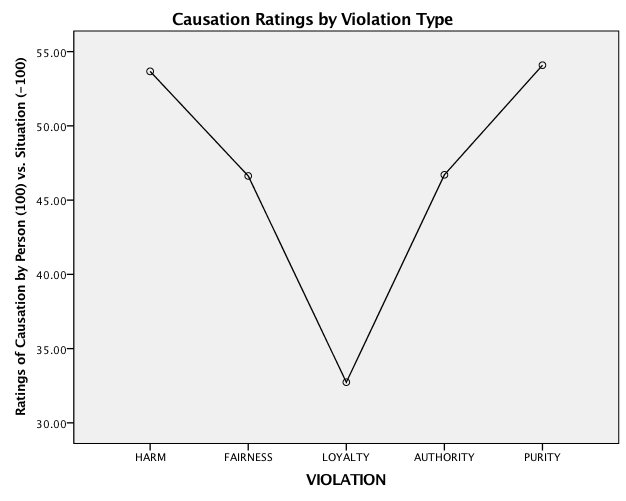 Causation Ratings by Violation Type
Ratings of Causation by Person (100) vs. Situation (-100)
55.00
50.00
45.00
40.00
35.00
30.00
HARM FAIRNESS LOYALTY AUTHORITY PURITY
VIOLATION